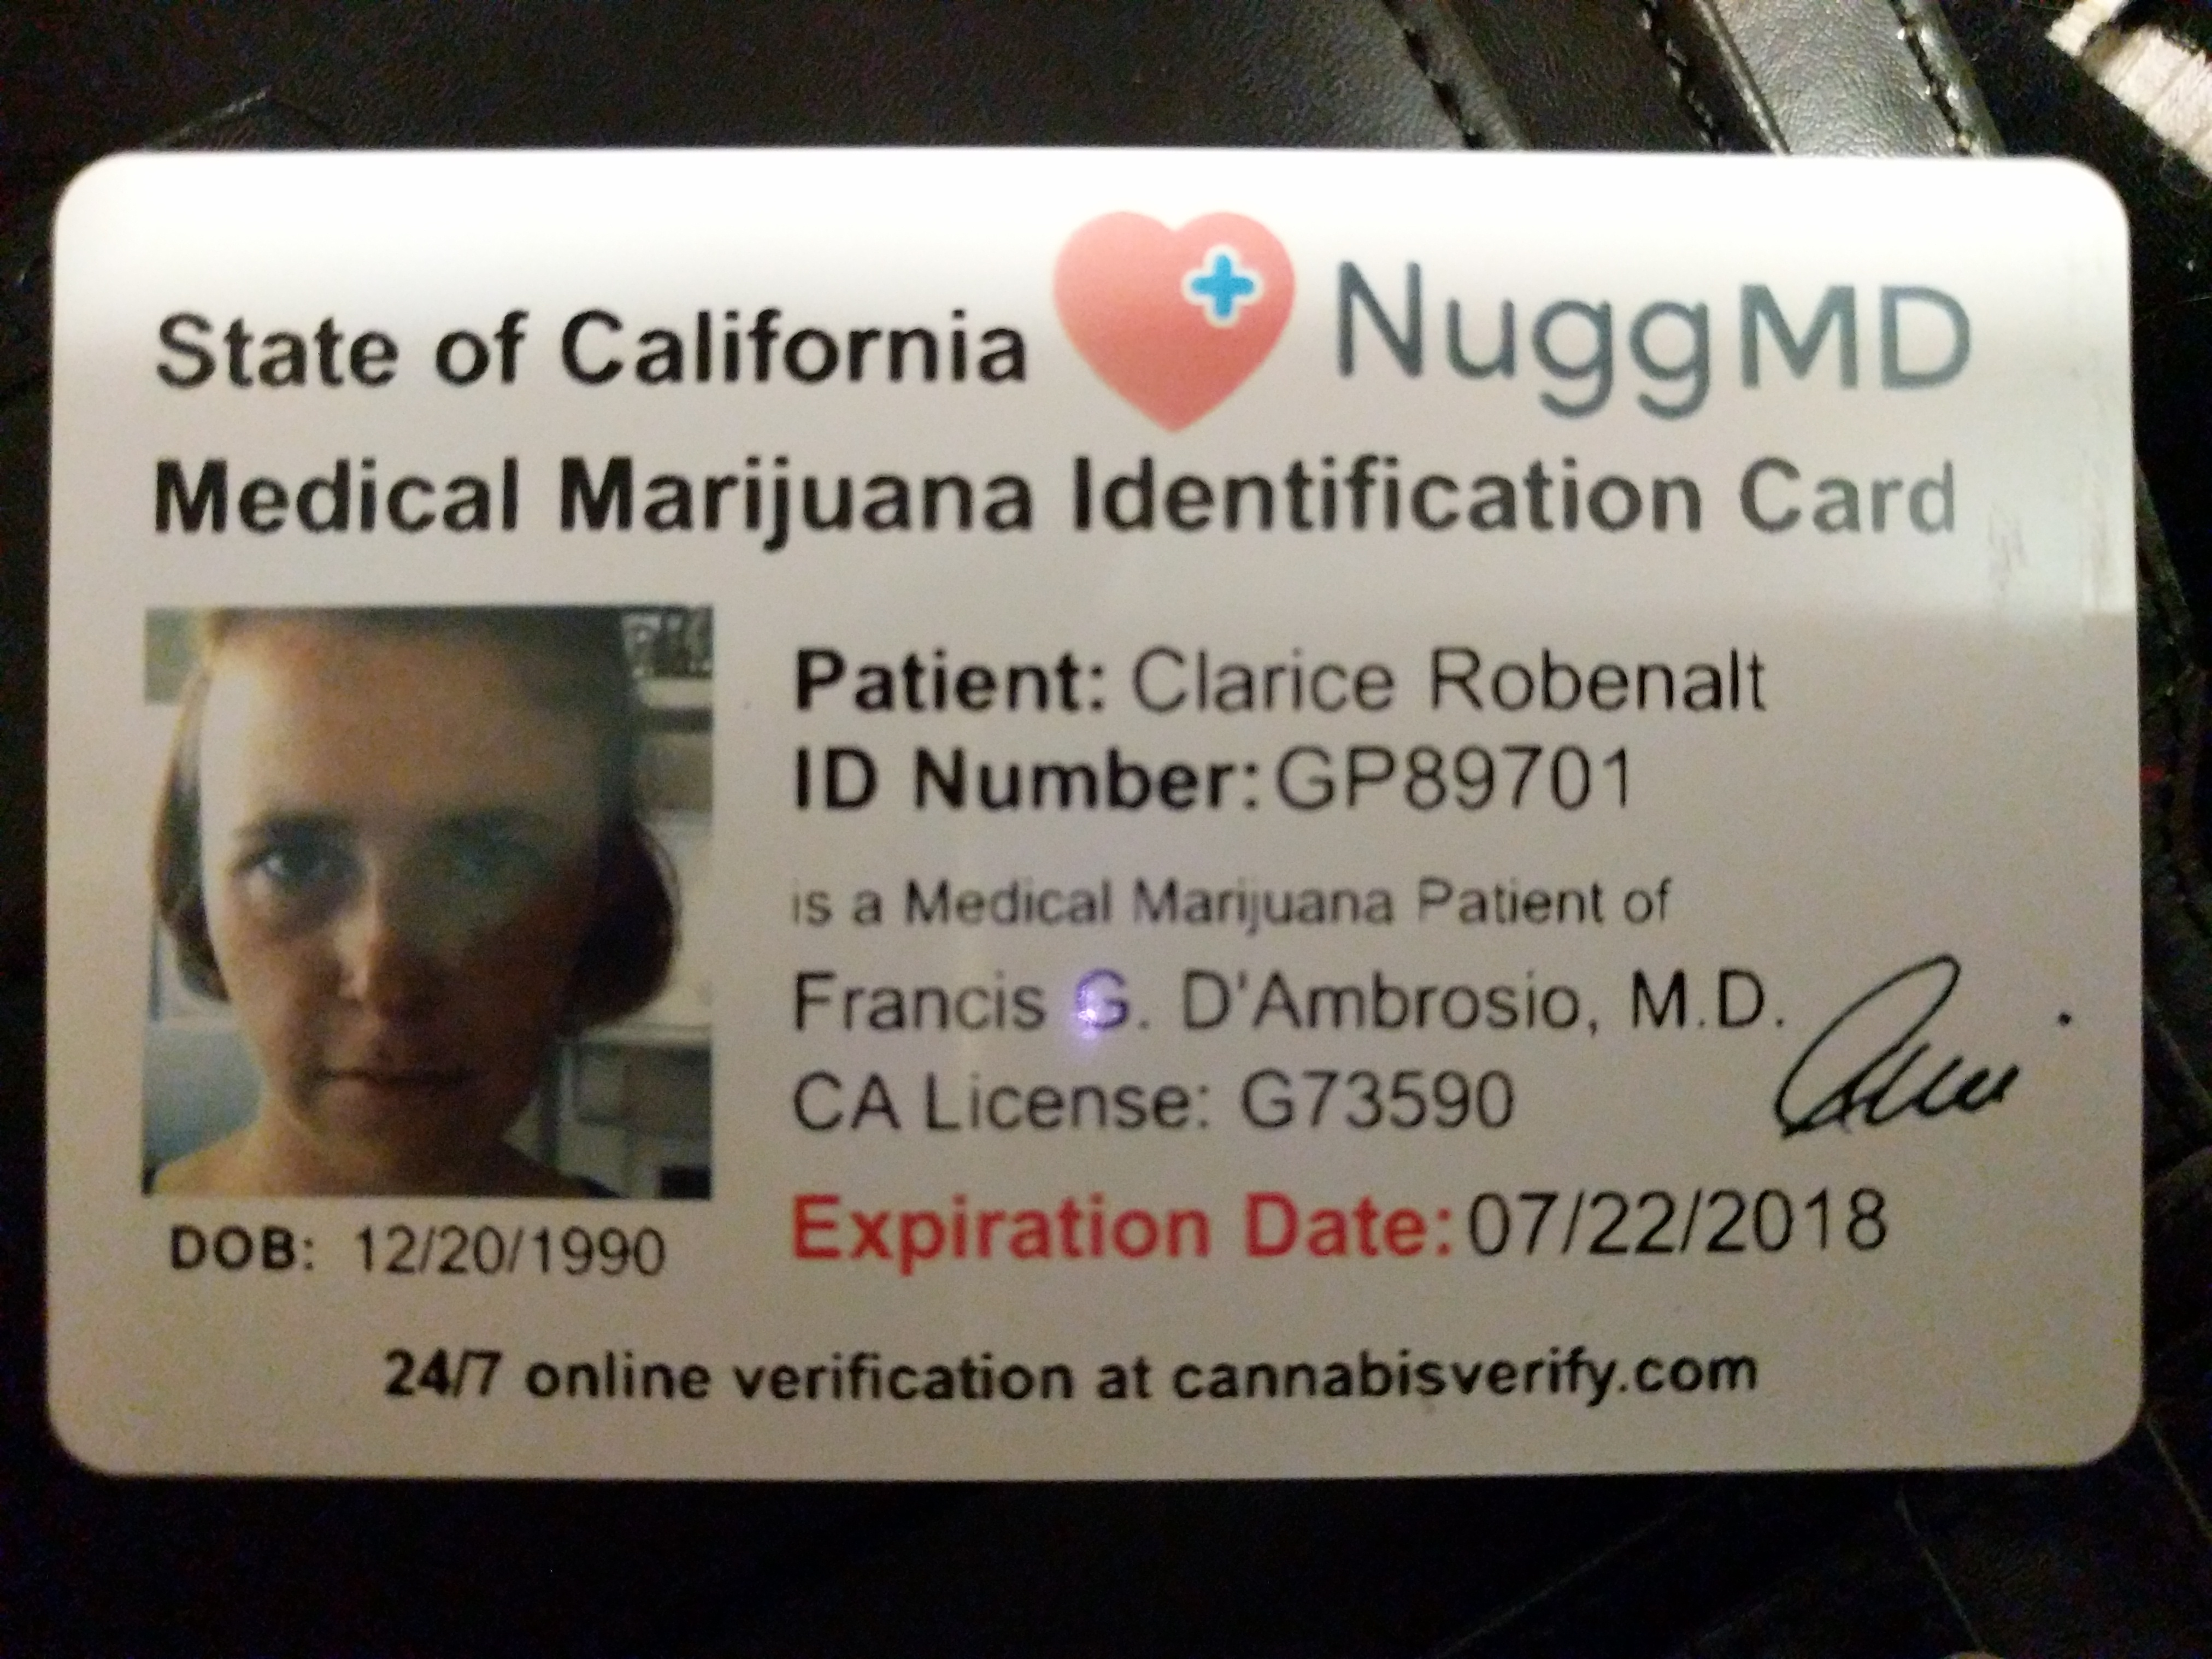 State of California NuggMD
Medical Marijuana Identification Card
Patient: Clarice Robenalt
ID Number: GP89701
is a Medical Marijuana Patient of
Francis G. D'Ambrosio, M.D.
CA License: G73590
Expiration Date: 07/22/2018
DOB: 12/20/1990
24/7 online verification at cannabisverify.com